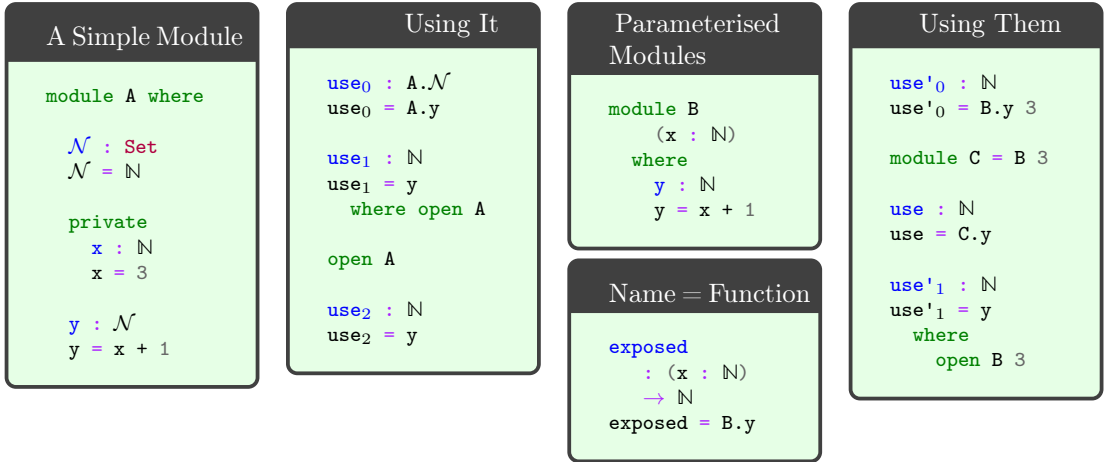 A Simple Module
module A where
𝒩 : Set
𝒩 = ℕ
private
x : ℕ
x = 3
y : 𝒩
y = x + 1
Using It
use₀ : A.𝒩
use₀ = A.y
use₁ : ℕ
use₁ = y
where open A
open A
use₂ : ℕ
use₂ = y
Parameterised
Modules
module B
(x : ℕ)
where
y : ℕ
y = x + 1
Name = Function
exposed
: (x : ℕ)
→ ℕ
exposed = B.y
Using Them
use'₀ : ℕ
use'₀ = B.y 3
module C = B 3
use : ℕ
use = C.y
use'₁ : ℕ
use'₁ = y
where
open B 3